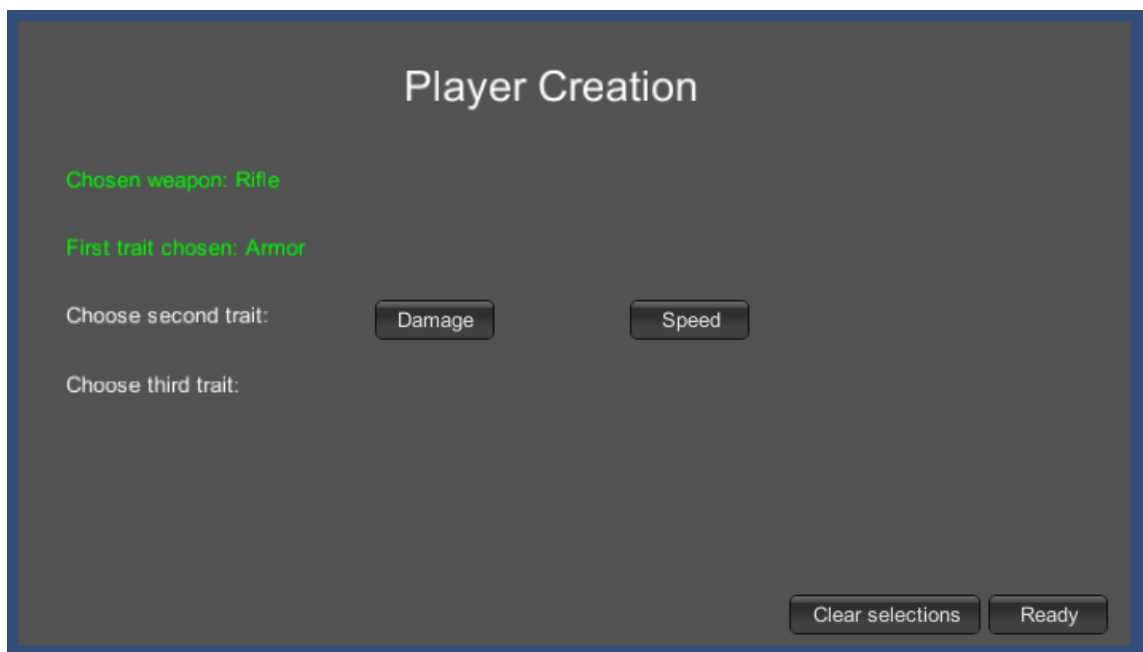 Player Creation
Chosen weapon: Rifle
First trait chosen: Armor
Choose second trait: Damage Speed
Choose third trait:
Clear selections Ready